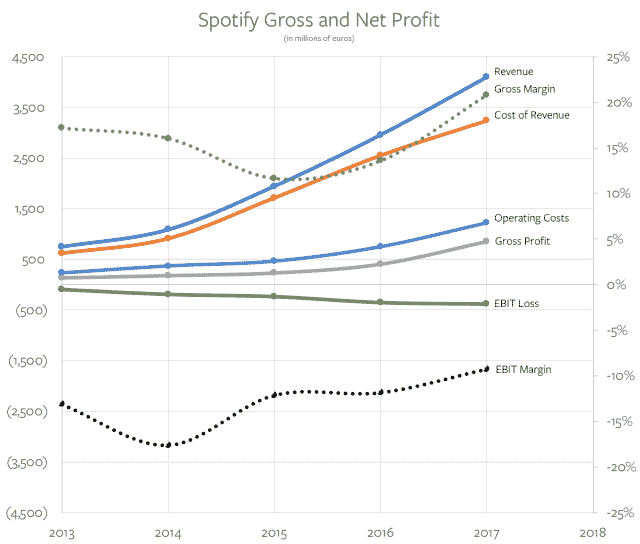 Spotify Gross and Net Profit
(in millions of euros)
4,500
3,500
2,500
1,500
500
(500)
(1,500)
(2,500)
(3,500)
(4,500)
25%
20%
15%
10%
5%
0%
-5%
-10%
-15%
-20%
-25%
Revenue
Gross Margin
Cost of Revenue
Operating Costs
Gross Profit
EBIT Loss
EBIT Margin
2013 2014 2015 2016 2017 2018